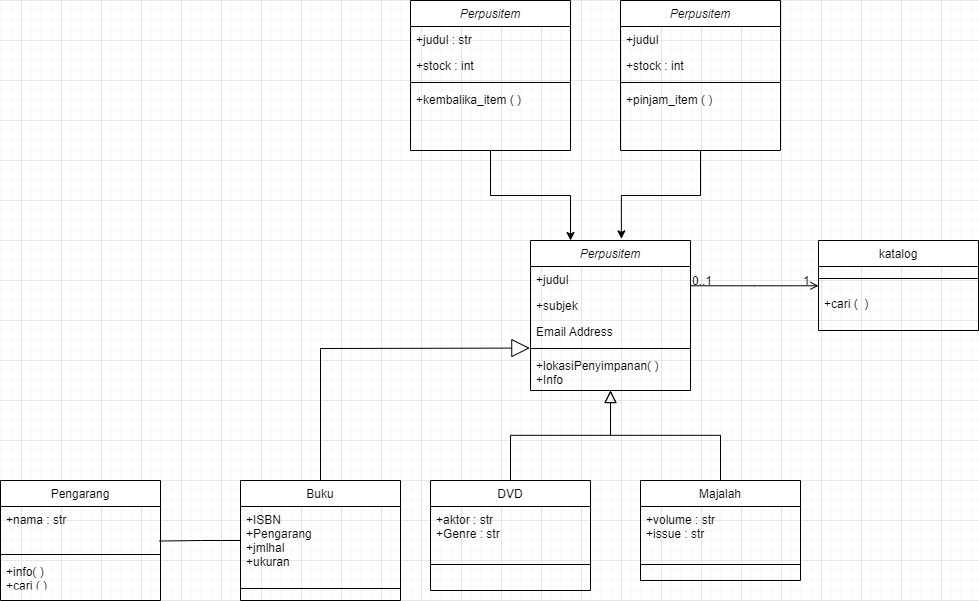 Perpusitem
+judul : str
+stock : int
+kembalika_item ( )
Perpusitem
+judul
+stock : int
+pinjam_item ( )
Perpusitem
+judul
+subjek
Email Address
+lokasiPenyimpanan( )
+Info
0..1
1
katalog
+cari (  )
Pengarang
+nama : str
+info( )
+cari ( )
Buku
+ISBN
+Pengarang
+jmlhal
+ukuran
DVD
+aktor : str
+Genre : str
Majalah
+volume : str
+issue : str